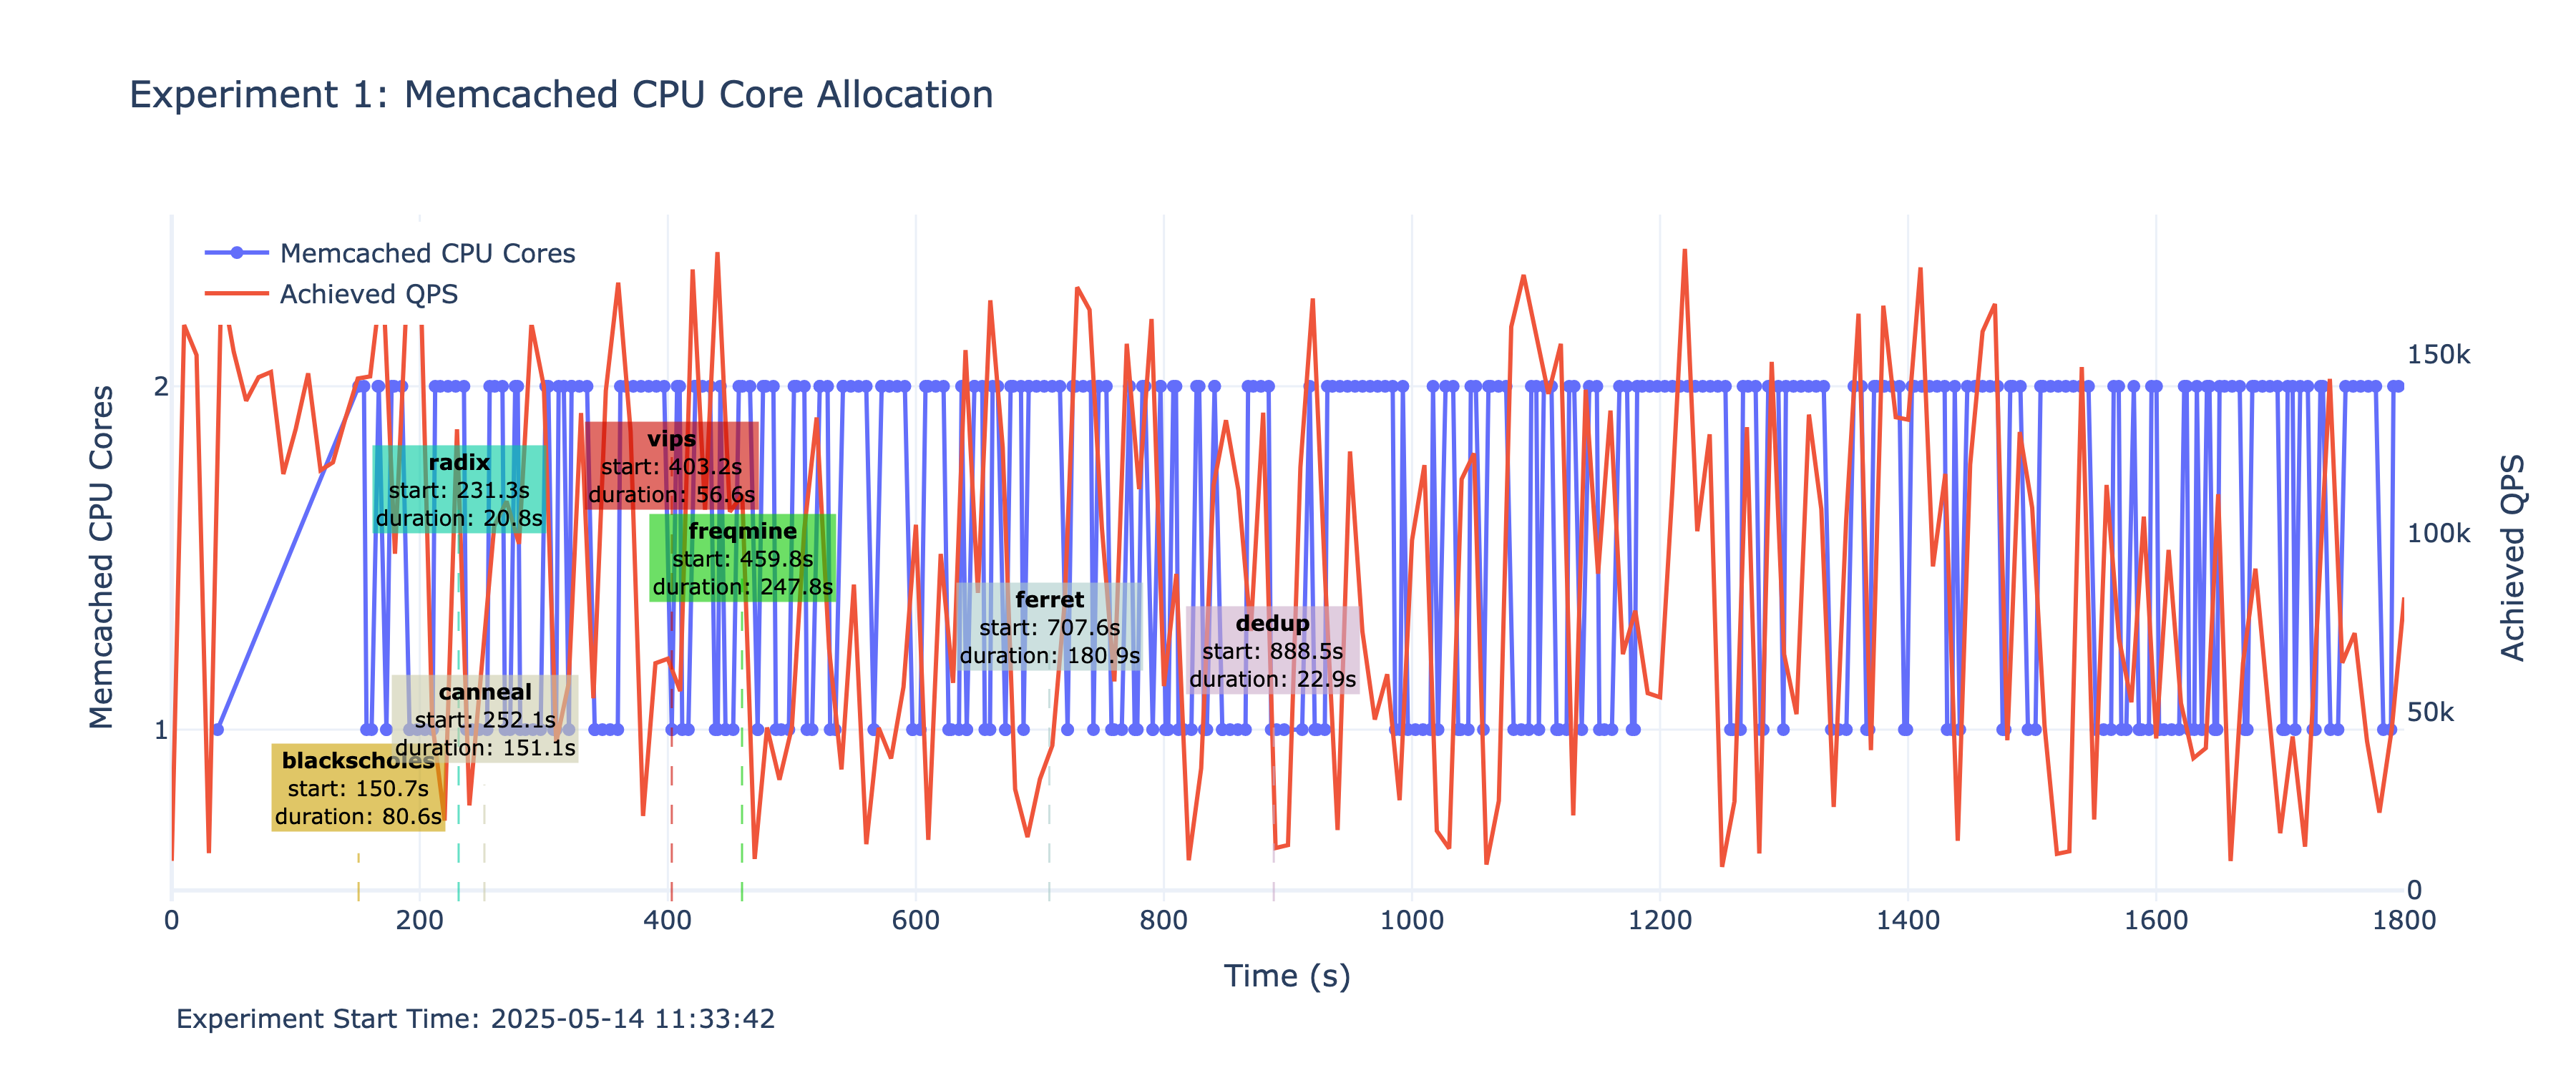 Experiment 1: Memcached CPU Core Allocation
Memcached CPU Cores
Achieved QPS
Memcached CPU Cores
2
1
vips
start: 403.2s
duration: 56.6s
radix
start: 231.3s
duration: 20.8s
freqmine
start: 459.8s
duration: 247.8s
ferret
start: 707.6s
duration: 180.9s
dedup
start: 888.5s
duration: 22.9s
canneal
start: 252.1s
duration: 151.1s
blackscholes
start: 150.7s
duration: 80.6s
150k
100k
50k
0
Achieved QPS
0 200 400 600 800 1000 1200 1400 1600 1800
Time (s)
Experiment Start Time: 2025-05-14 11:33:42